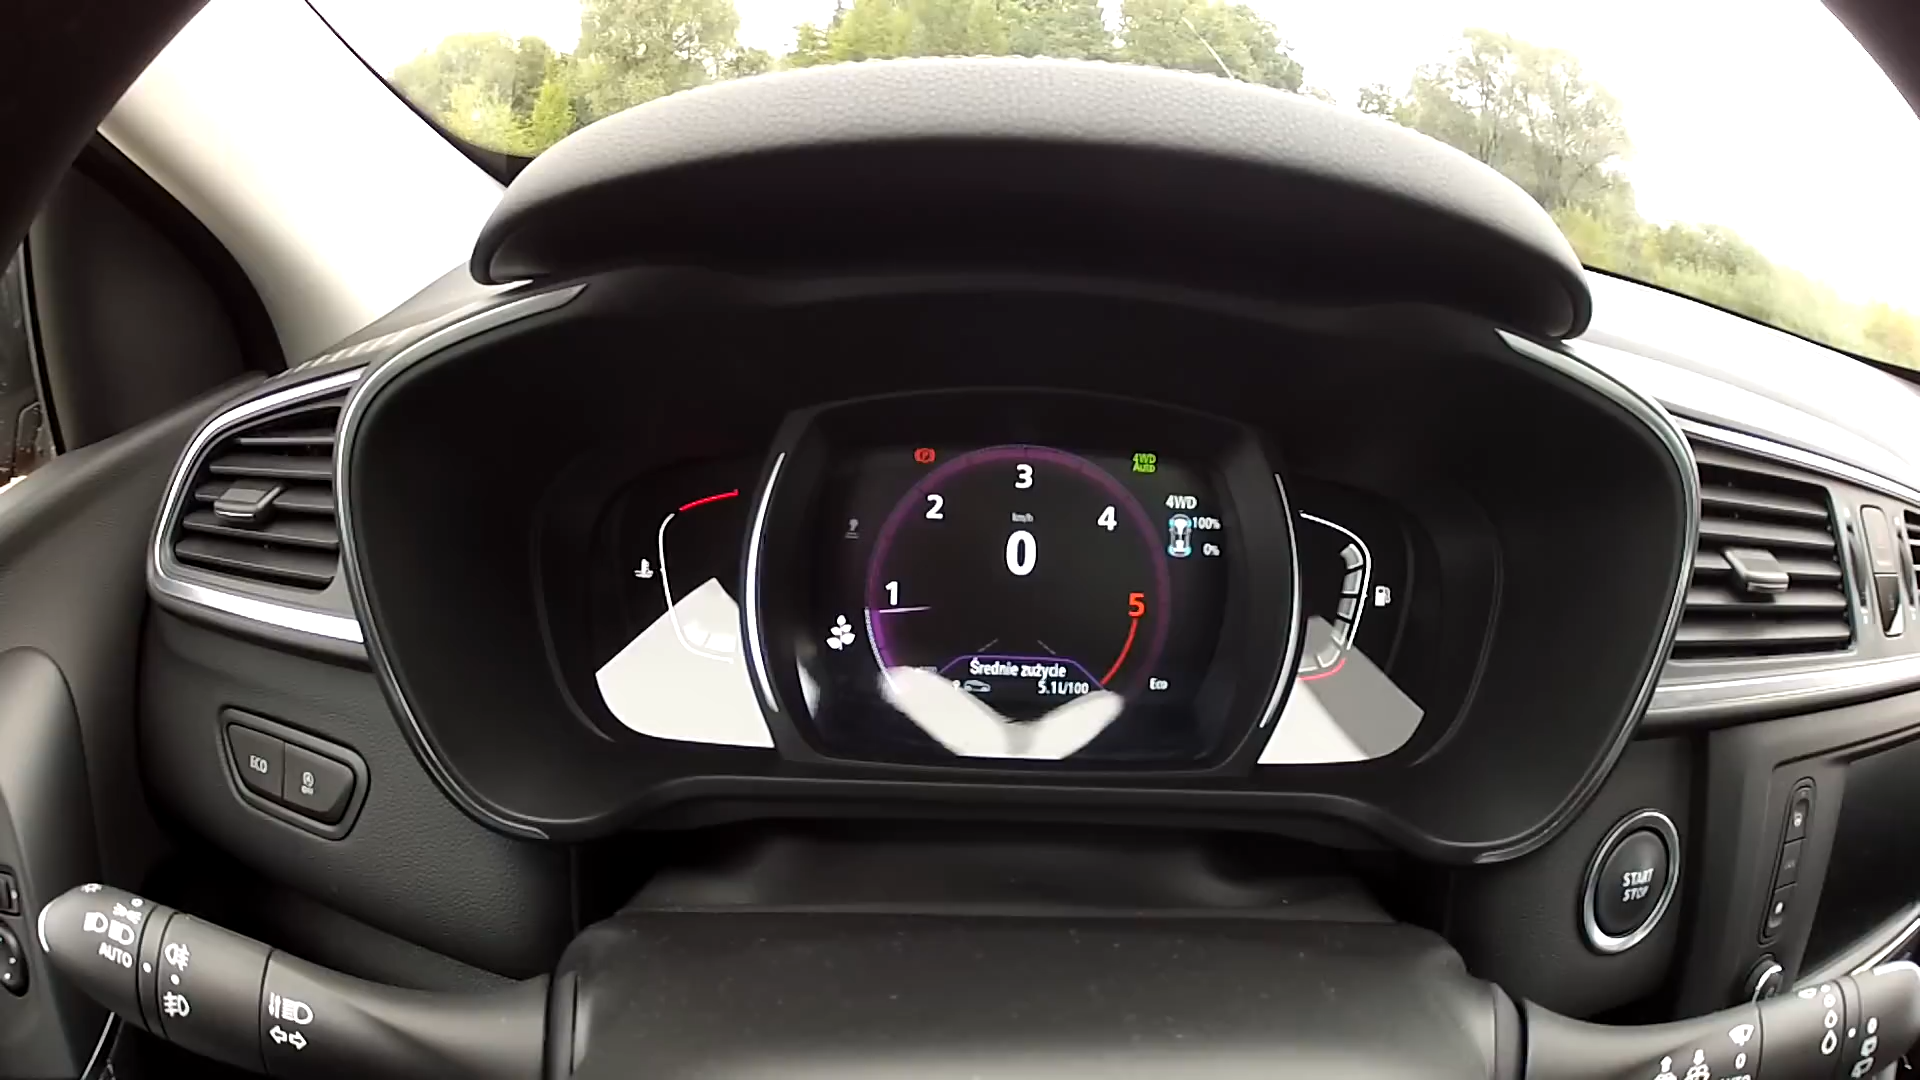 3
4WD
AUTO
2
4
4WD
km/h
100%
0
0%
1
5
Średnie zużycie
5.1L/100
Eco
ECO
START
STOP
AUTO
0